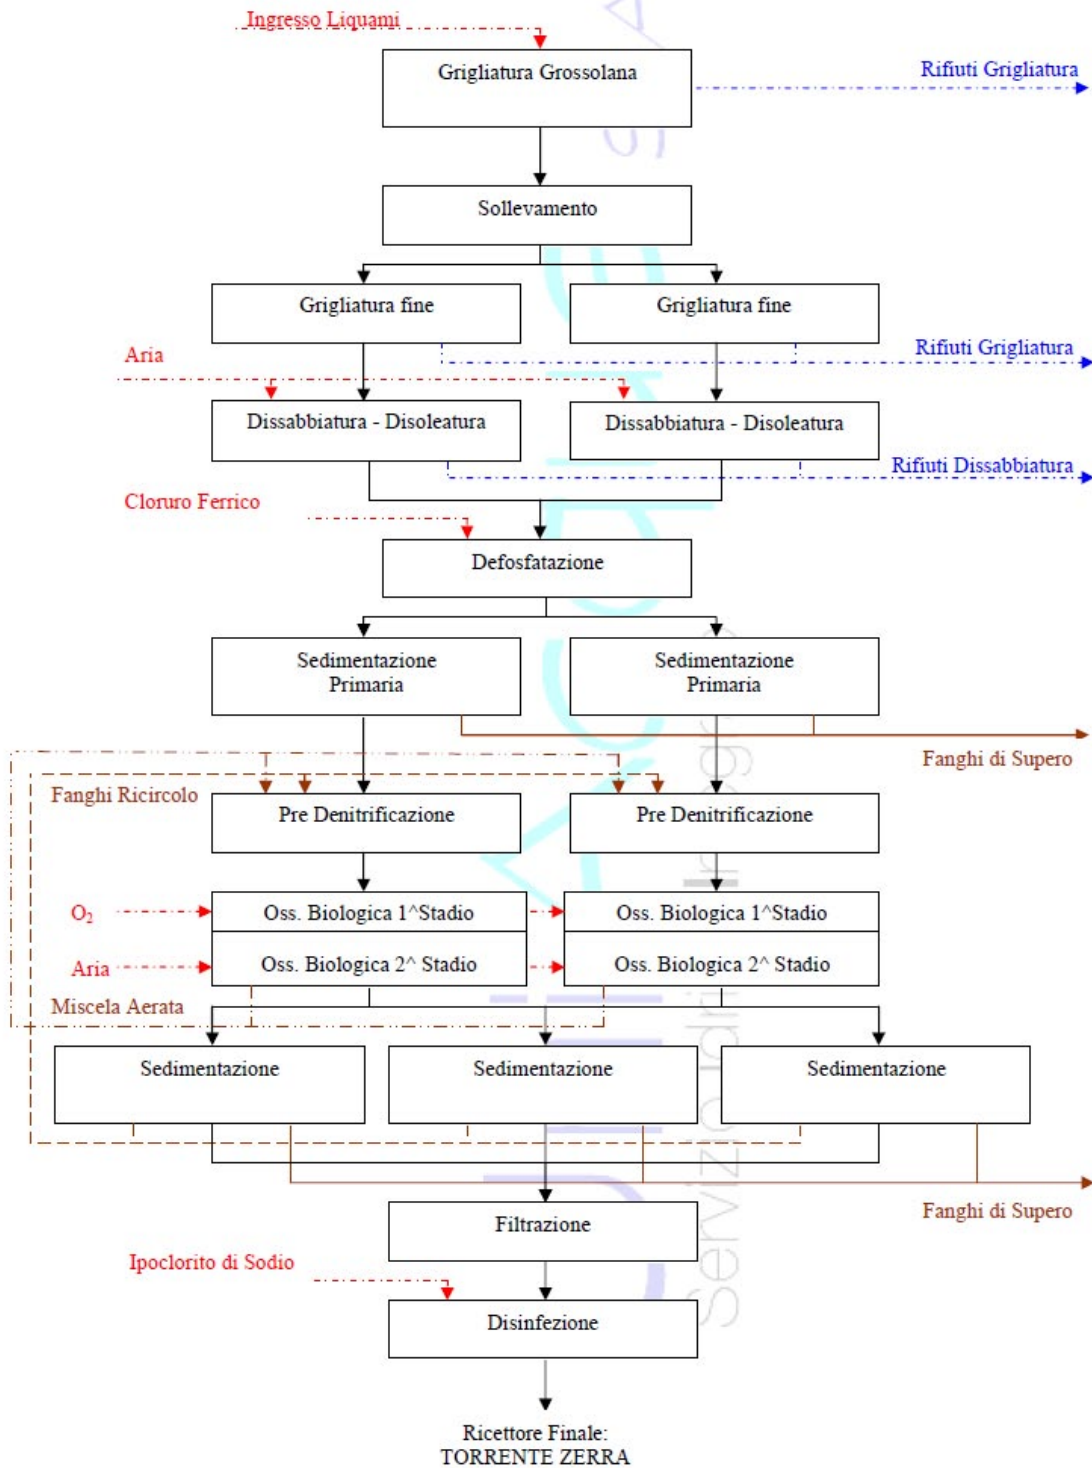 Ingresso Liquami
Grigliatura Grossolana
Rifiuti Grigliatura
Sollevamento
Grigliatura fine
Grigliatura fine
Aria
Rifiuti Grigliatura
Dissabbiatura - Disoleatura
Dissabbiatura - Disoleatura
Rifiuti Dissabbiatura
Cloruro Ferrico
Defosfatazione
Sedimentazione
Primaria
Sedimentazione
Primaria
Fanghi di Supero
Fanghi Ricircolo
Pre Denitrificazione
Pre Denitrificazione
O₂
Oss. Biologica 1^Stadio
Oss. Biologica 1^Stadio
Aria
Oss. Biologica 2^ Stadio
Oss. Biologica 2^ Stadio
Miscela Aerata
Sedimentazione
Sedimentazione
Sedimentazione
Fanghi di Supero
Filtrazione
Ipoclorito di Sodio
Disinfezione
Ricettore Finale:
TORRENTE ZERRA
Servizio